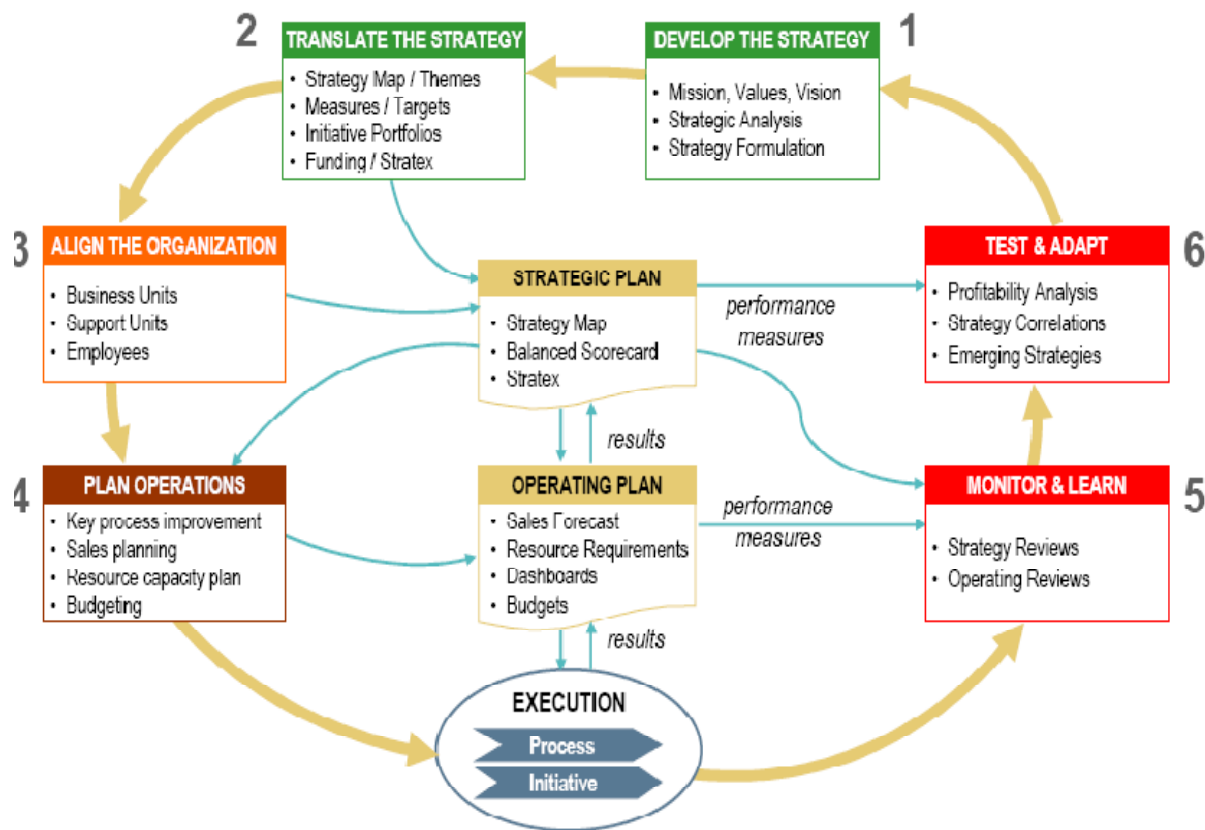 2
TRANSLATE THE STRATEGY
• Strategy Map / Themes
• Measures / Targets
• Initiative Portfolios
• Funding / Stratex
1
DEVELOP THE STRATEGY
• Mission, Values, Vision
• Strategic Analysis
• Strategy Formulation
3
ALIGN THE ORGANIZATION
• Business Units
• Support Units
• Employees
STRATEGIC PLAN
• Strategy Map
• Balanced Scorecard
• Stratex
performance
measures
6
TEST & ADAPT
• Profitability Analysis
• Strategy Correlations
• Emerging Strategies
results
4
PLAN OPERATIONS
• Key process improvement
• Sales planning
• Resource capacity plan
• Budgeting
OPERATING PLAN
• Sales Forecast
• Resource Requirements
• Dashboards
• Budgets
performance
measures
5
MONITOR & LEARN
• Strategy Reviews
• Operating Reviews
results
EXECUTION
Process
Initiative